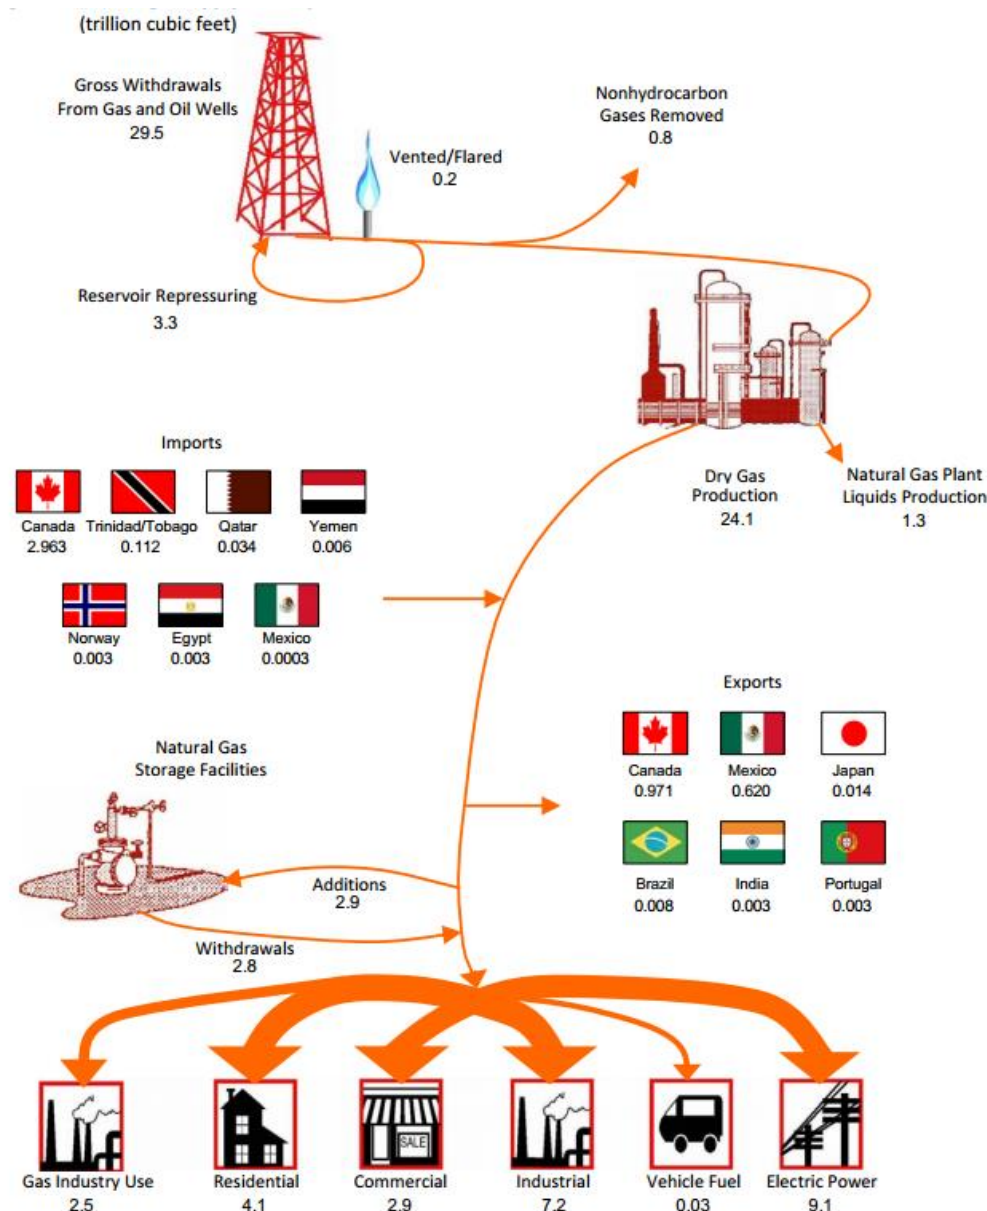 (trillion cubic feet)
Gross Withdrawals
From Gas and Oil Wells
29.5
Vented/Flared
0.2
Nonhydrocarbon
Gases Removed
0.8
Reservoir Repressuring
3.3
Dry Gas
Production
24.1
Natural Gas Plant
Liquids Production
1.3
Imports
Canada
2.963
Trinidad/Tobago
0.112
Qatar
0.034
Yemen
0.006
Norway
0.003
Egypt
0.003
Mexico
0.0003
Exports
Canada
0.971
Mexico
0.620
Japan
0.014
Brazil
0.008
India
0.003
Portugal
0.003
Natural Gas
Storage Facilities
Additions
2.9
Withdrawals
2.8
SALE
Gas Industry Use
2.5
Residential
4.1
Commercial
2.9
Industrial
7.2
Vehicle Fuel
0.03
Electric Power
9.1